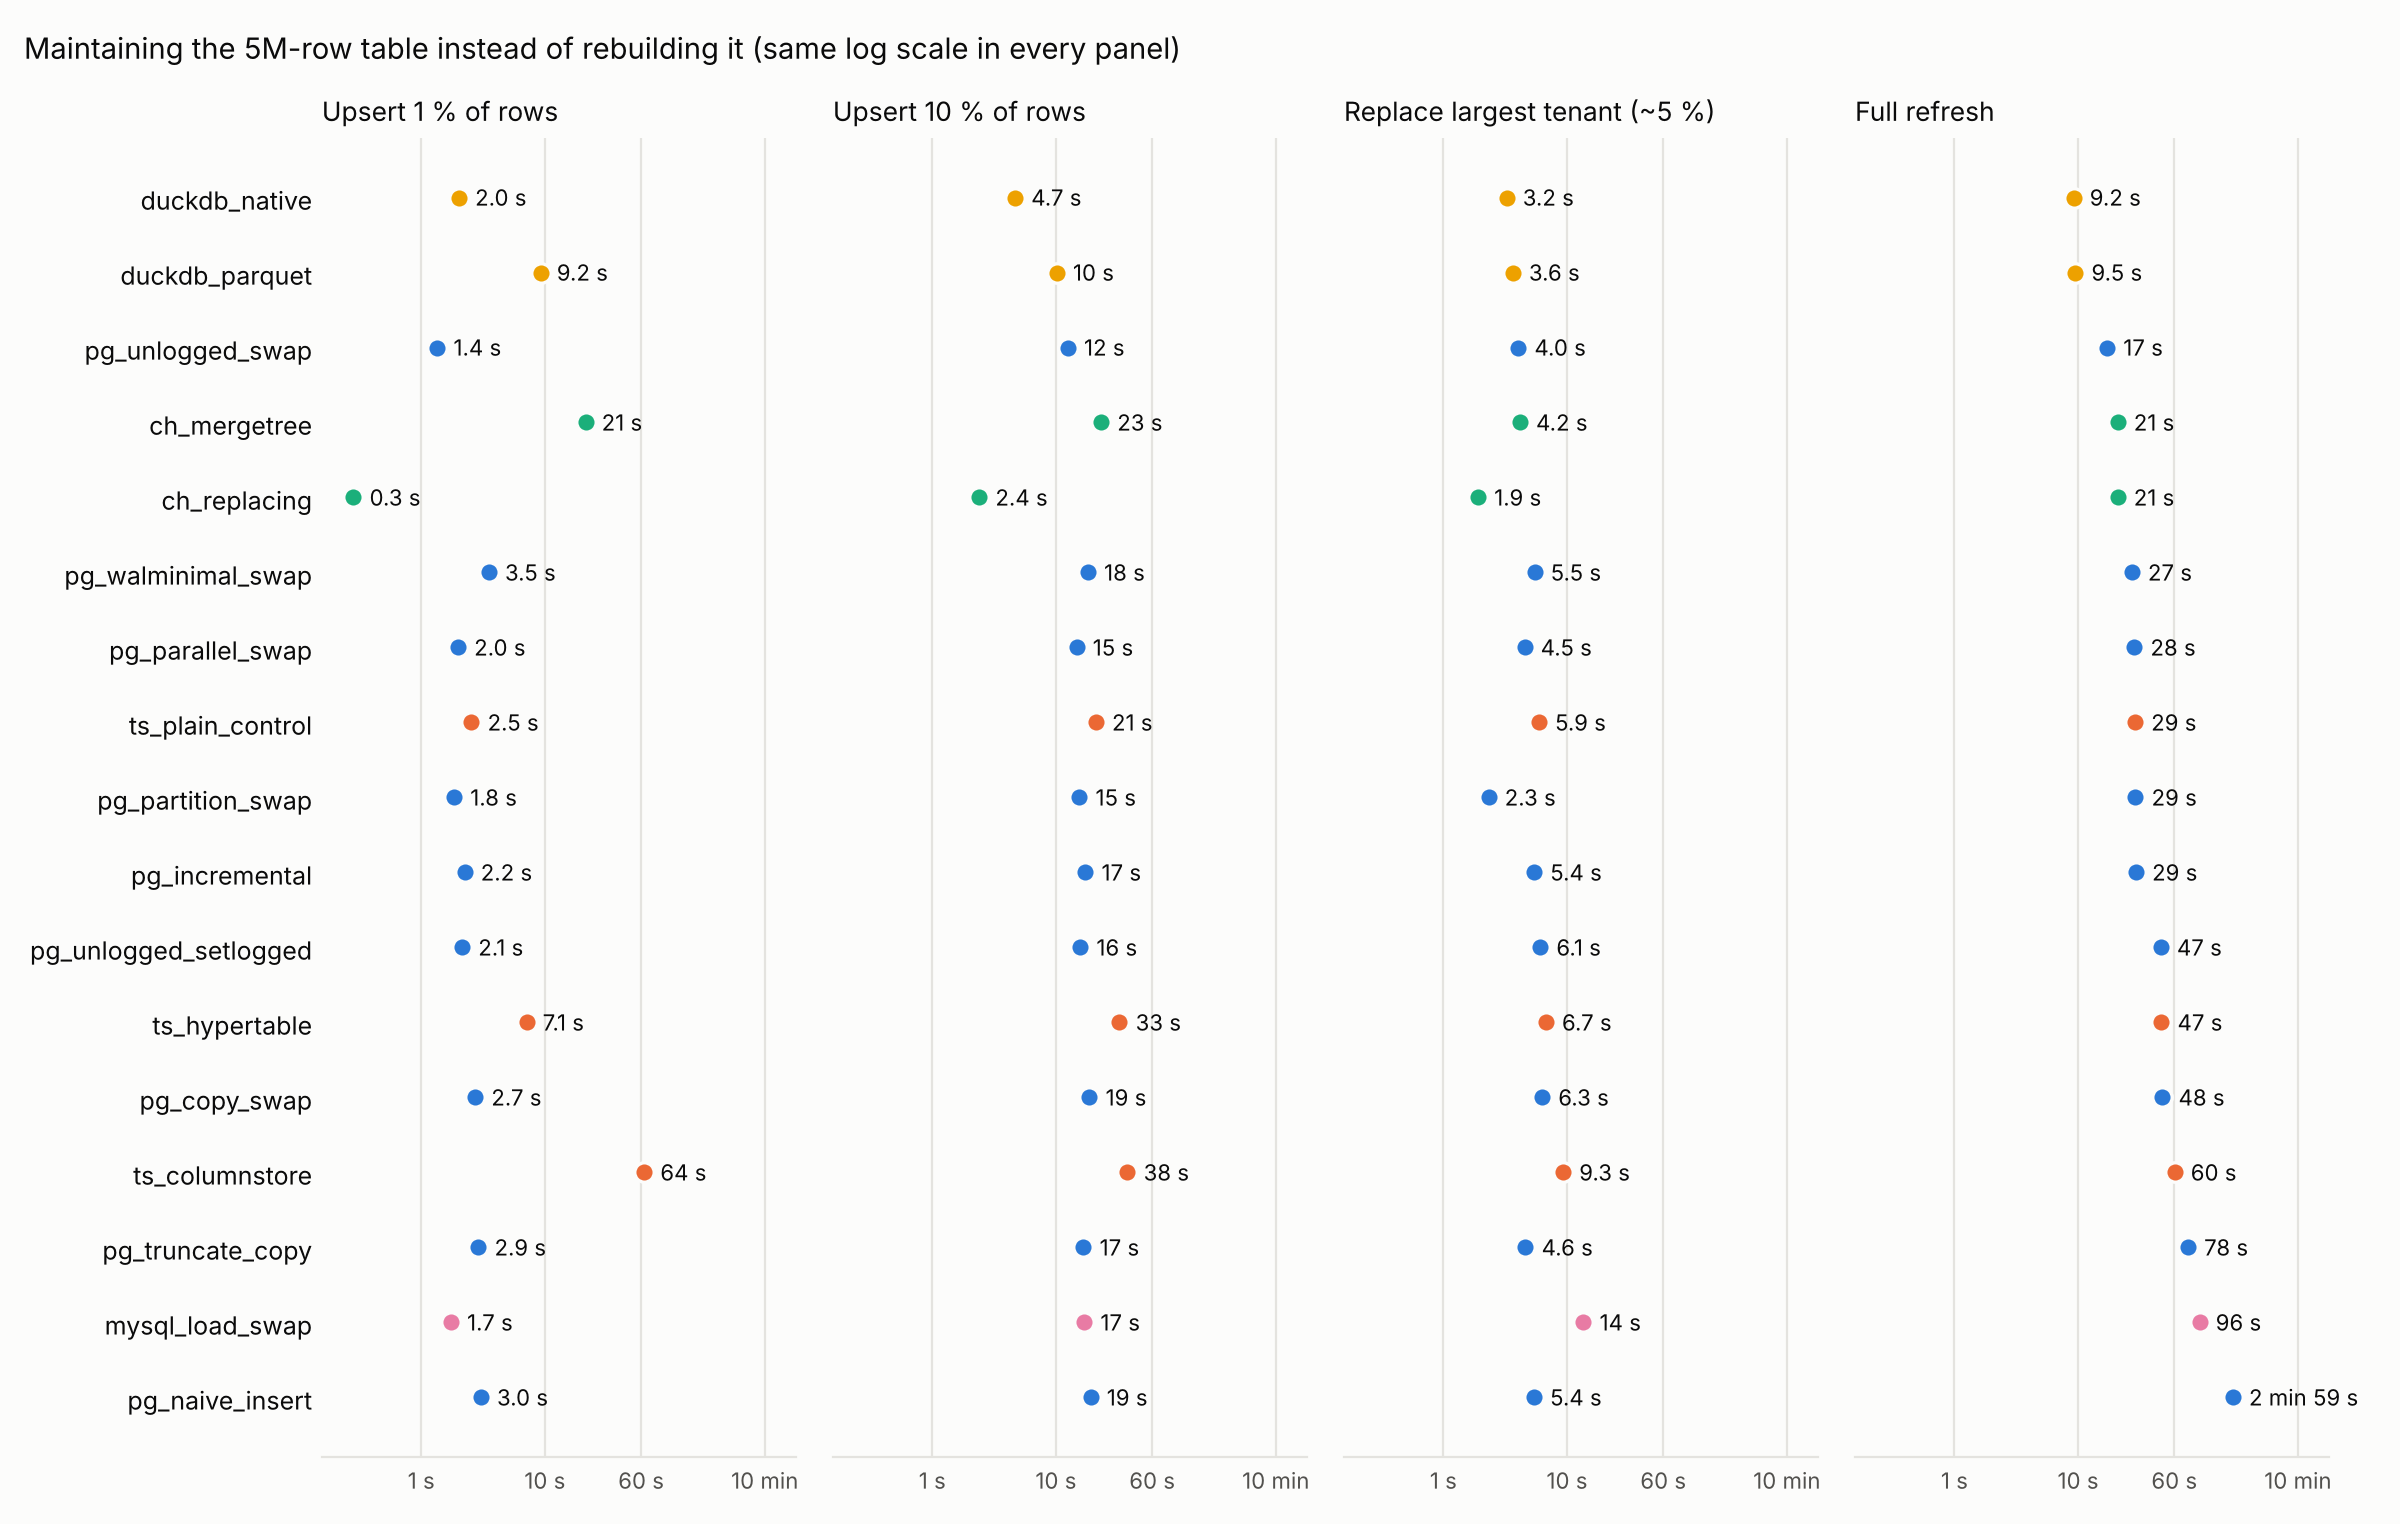 Maintaining the 5M-row table instead of rebuilding it (same log scale in every panel)
Upsert 1 % of rows Upsert 10 % of rows Replace largest tenant (~5 %) Full refresh
duckdb_native 2.0 s 4.7 s 3.2 s 9.2 s
duckdb_parquet 9.2 s 10 s 3.6 s 9.5 s
pg_unlogged_swap 1.4 s 12 s 4.0 s 17 s
ch_mergetree 21 s 23 s 4.2 s 21 s
ch_replacing 0.3 s 2.4 s 1.9 s 21 s
pg_walminimal_swap 3.5 s 18 s 5.5 s 27 s
pg_parallel_swap 2.0 s 15 s 4.5 s 28 s
ts_plain_control 2.5 s 21 s 5.9 s 29 s
pg_partition_swap 1.8 s 15 s 2.3 s 29 s
pg_incremental 2.2 s 17 s 5.4 s 29 s
pg_unlogged_setlogged 2.1 s 16 s 6.1 s 47 s
ts_hypertable 7.1 s 33 s 6.7 s 47 s
pg_copy_swap 2.7 s 19 s 6.3 s 48 s
ts_columnstore 64 s 38 s 9.3 s 60 s
pg_truncate_copy 2.9 s 17 s 4.6 s 78 s
mysql_load_swap 1.7 s 17 s 14 s 96 s
pg_naive_insert 3.0 s 19 s 5.4 s 2 min 59 s
1 s 10 s 60 s 10 min 1 s 10 s 60 s 10 min 1 s 10 s 60 s 10 min 1 s 10 s 60 s 10 min